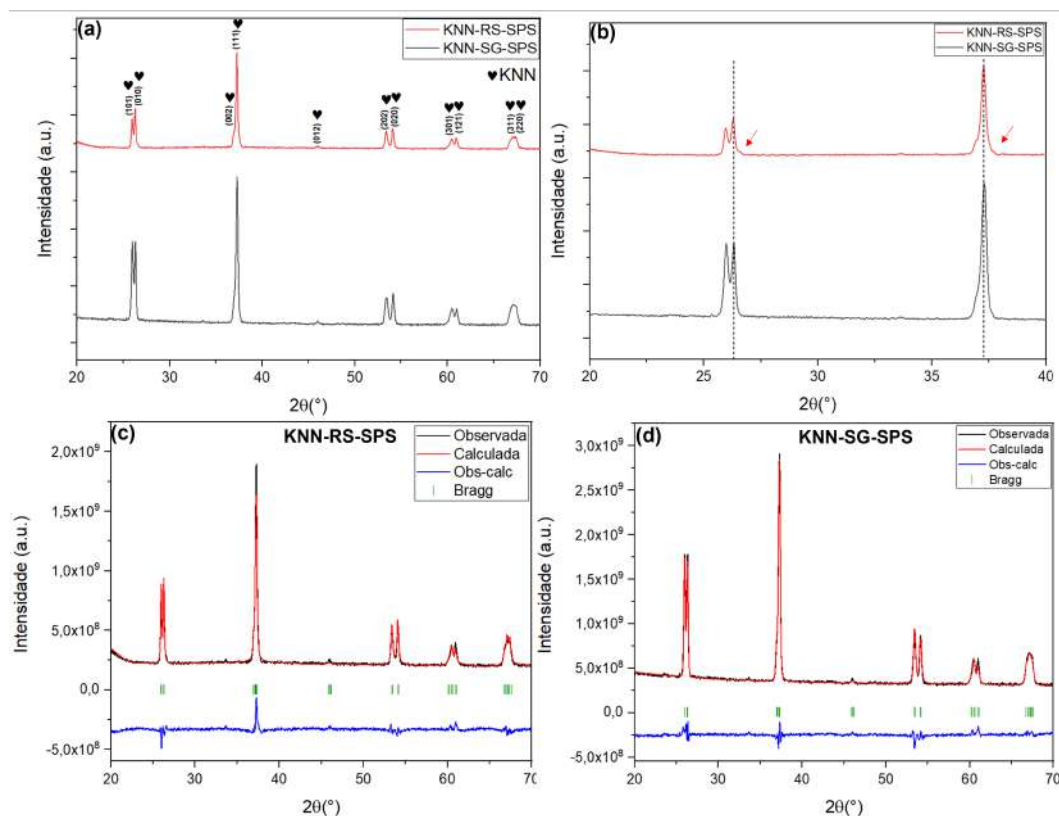 (a)
KNN-RS-SPS
KNN-SG-SPS
♥KNN
(101)
(010)
(002)
(111)
(012)
(202)
(020)
(301)
(121)
(311)
(220)
Intensidade (a.u.)
20 30 40 50 60 70
2θ(°)
(b)
KNN-RS-SPS
KNN-SG-SPS
Intensidade (a.u.)
20 25 30 35 40
2θ(°)
(c)
KNN-RS-SPS
Observada
Calculada
Obs-calc
Bragg
2,0x10⁹
1,5x10⁹
1,0x10⁹
5,0x10⁸
0,0
-5,0x10⁸
Intensidade (a.u.)
20 30 40 50 60 70
2θ(°)
(d)
KNN-SG-SPS
Observada
Calculada
Obs-calc
Bragg
3,0x10⁹
2,5x10⁹
2,0x10⁹
1,5x10⁹
1,0x10⁹
5,0x10⁸
0,0
-5,0x10⁸
Intensidade (a.u.)
20 30 40 50 60 70
2θ(°)